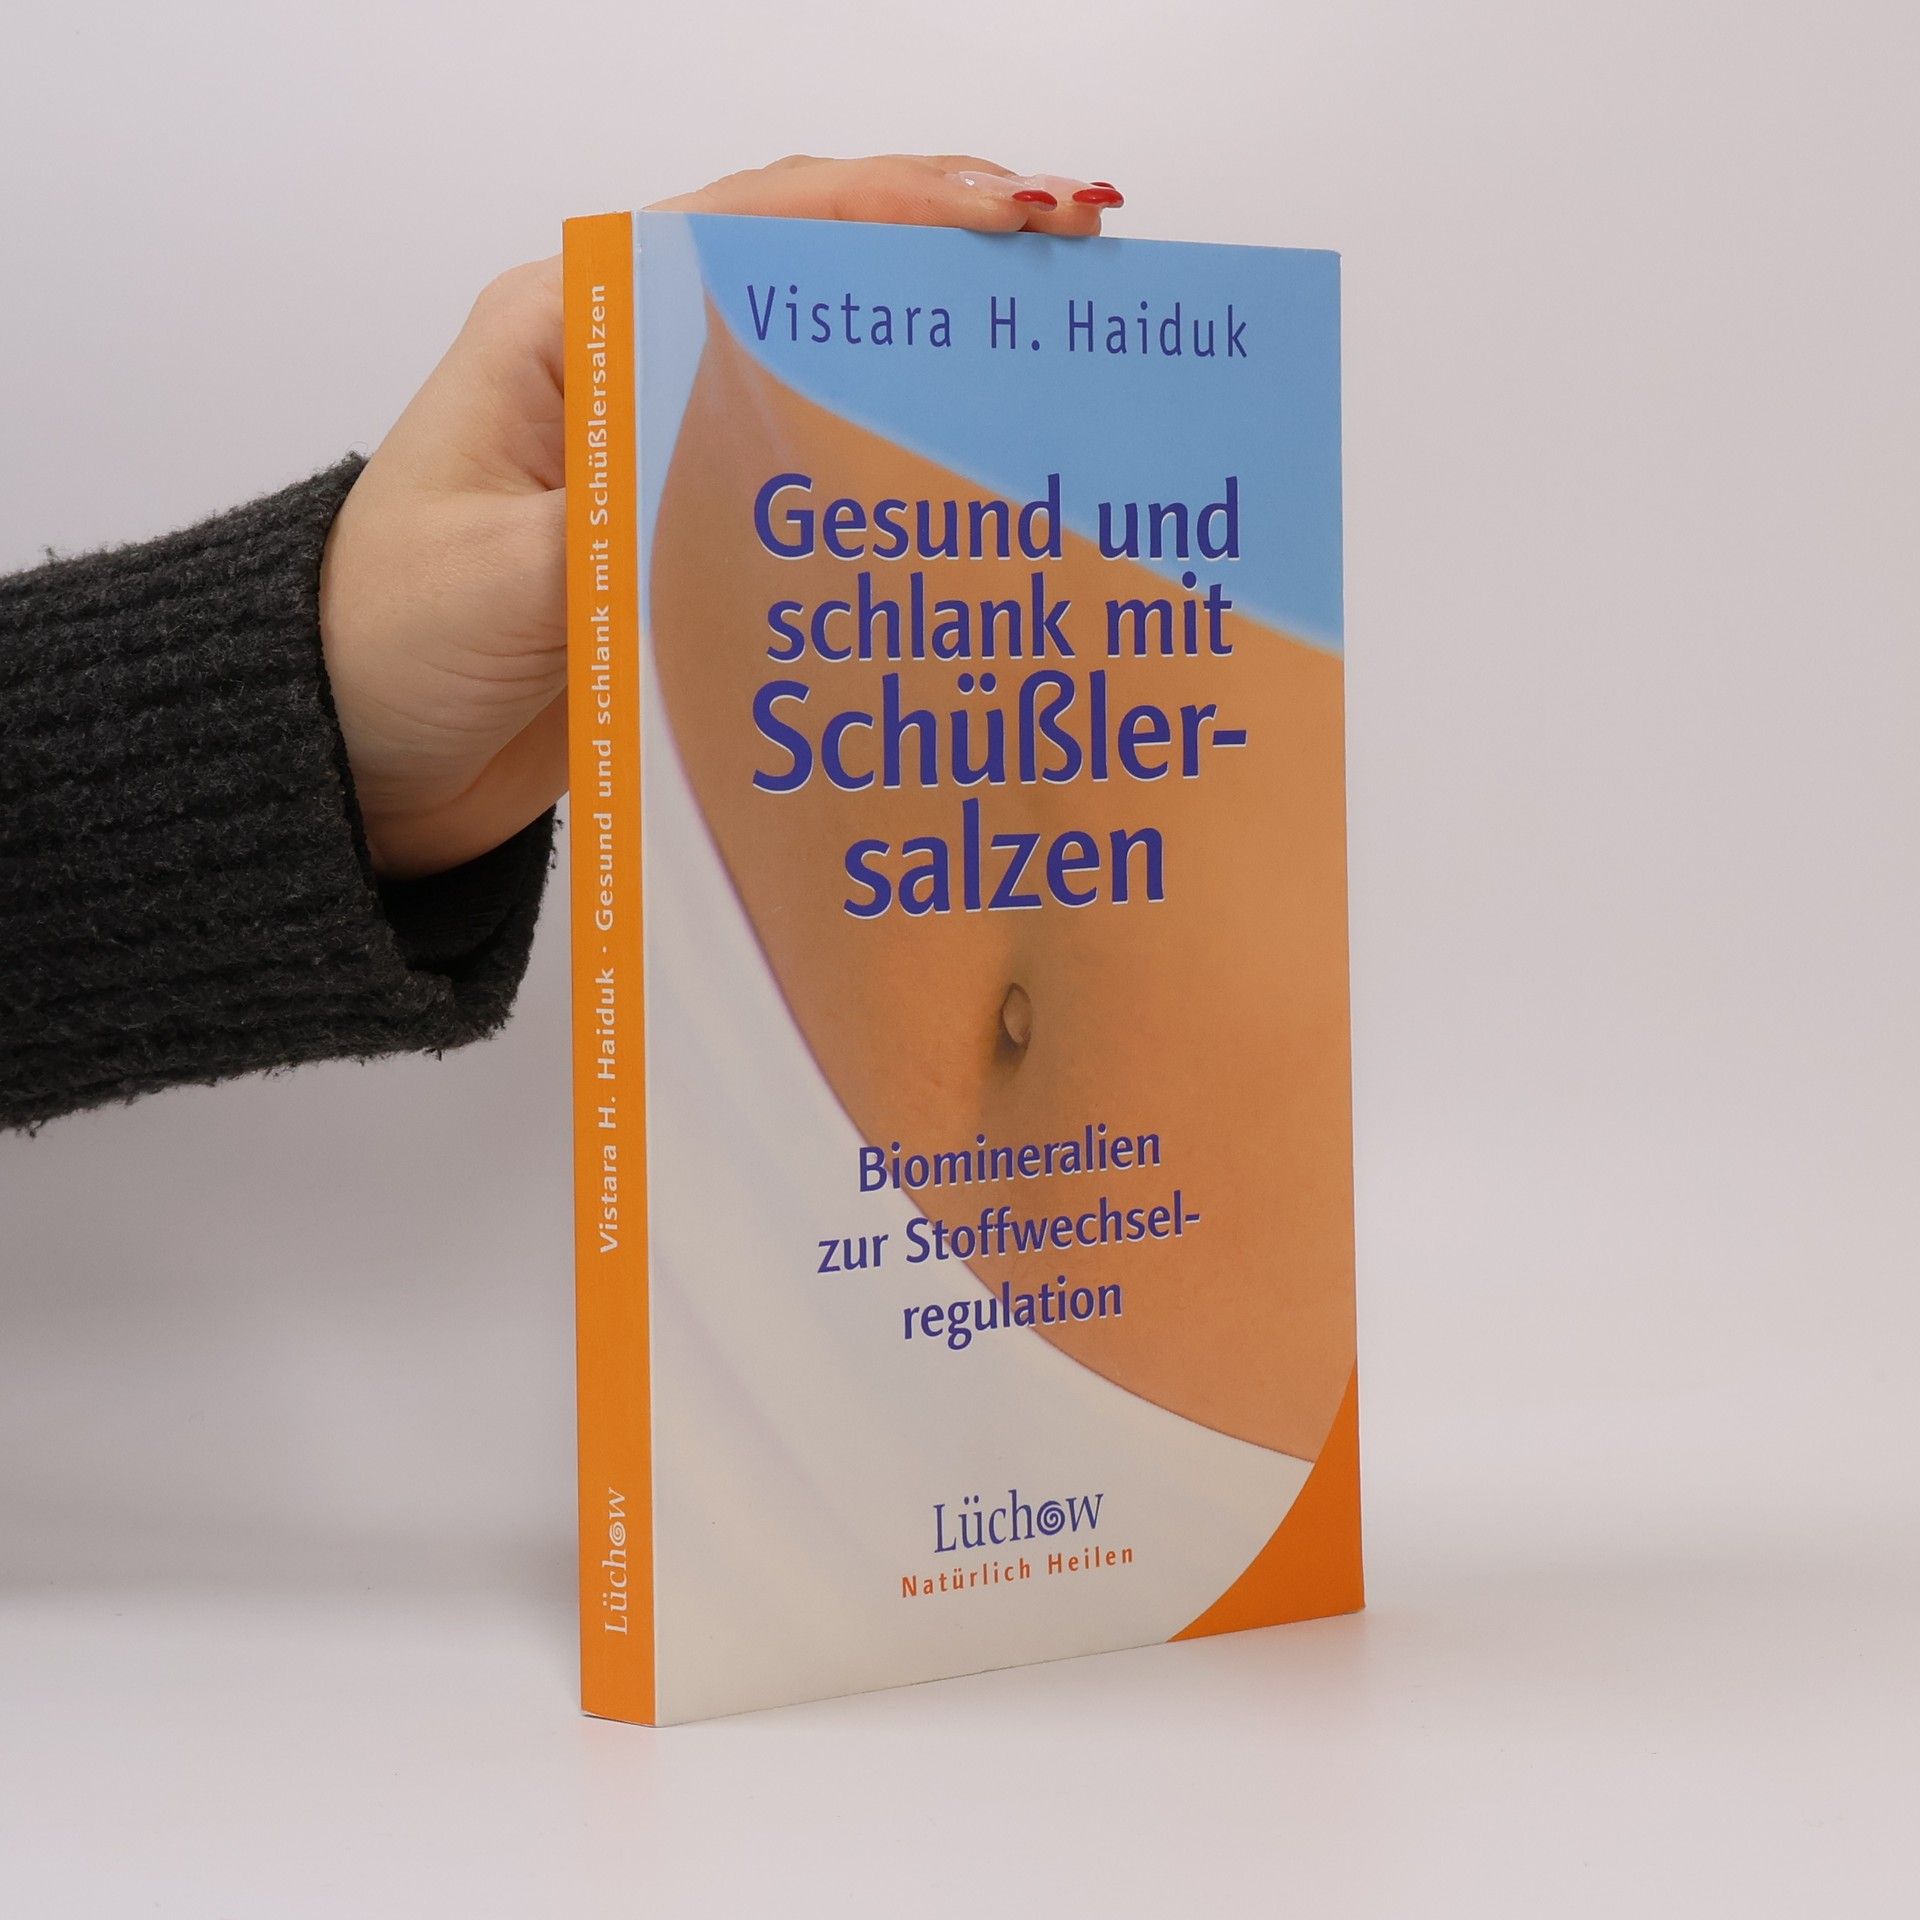 Vistara H. Haiduk · Gesund und schlank mit Schüßlersalzen
Lüchow
Vistara H. Haiduk
Gesund und
schlank mit
Schüßler-
salzen
Biomineralien
zur Stoffwechsel-
regulation
Lüchow
Natürlich Heilen